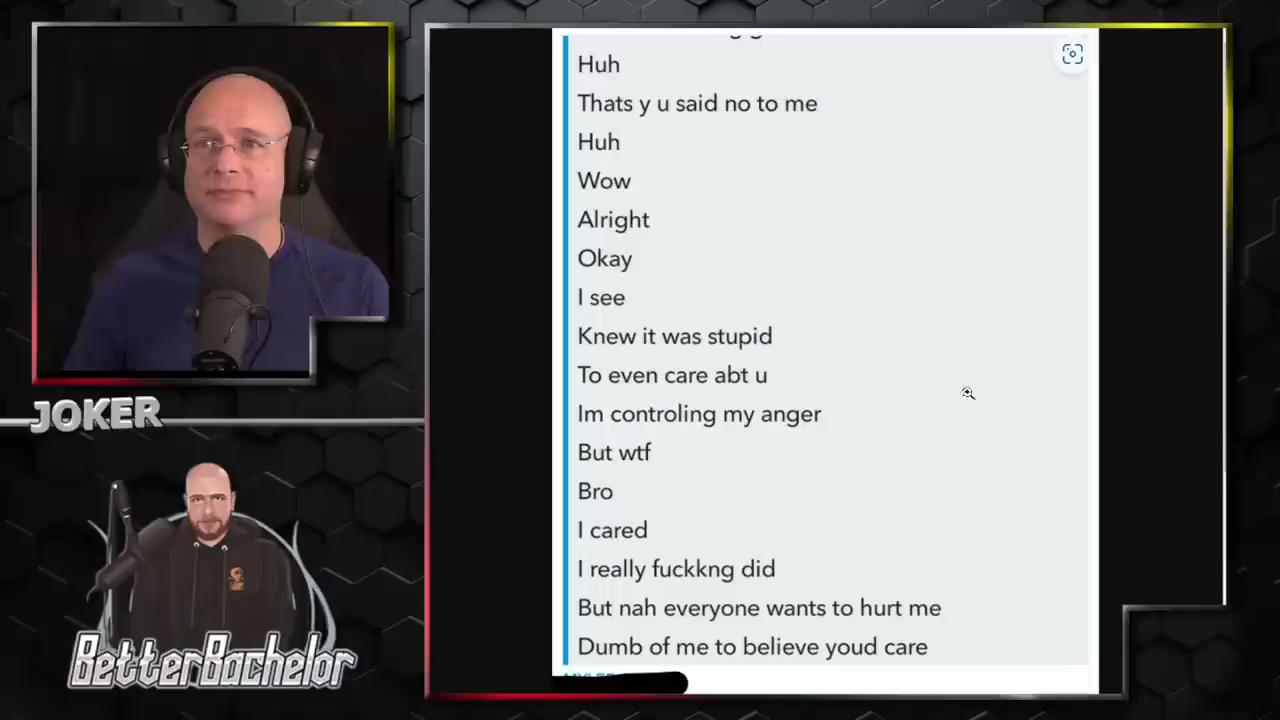 Huh
Thats y u said no to me
Huh
Wow
Alright
Okay
I see
Knew it was stupid
To even care abt u
Im controling my anger
But wtf
Bro
I cared
I really fuckkng did
But nah everyone wants to hurt me
Dumb of me to believe youd care
JOKER
BetterBachelor